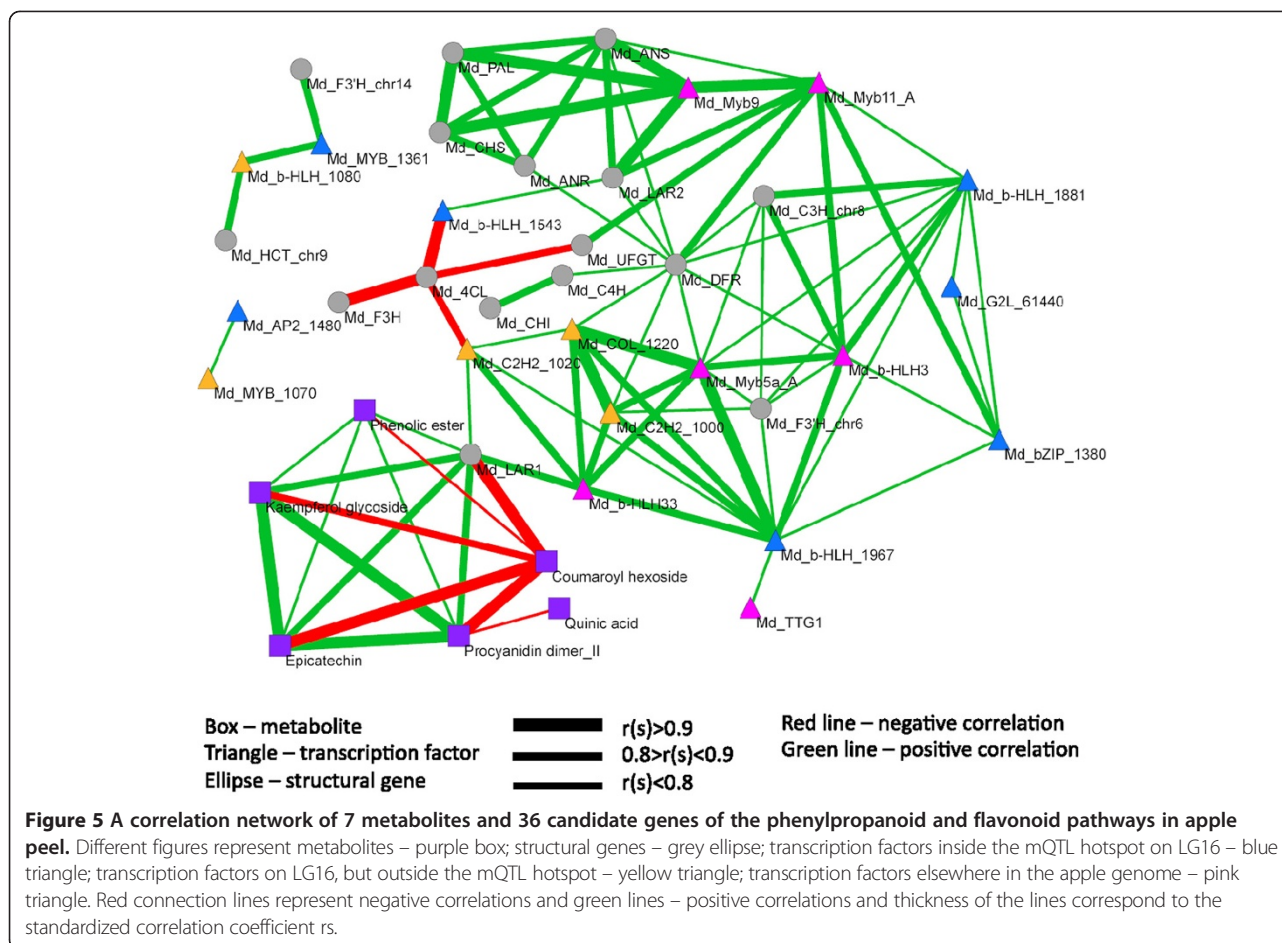 Md_ANS
Md_PAL
Md_F3'H_chr14
Md_Myb9
Md_Myb11_A
Md_CHS
Md_MYB_1361
Md_b-HLH_1080
Md_ANR
Md_LAR2
Md_C3H_chr8
Md_b-HLH_1881
Md_b-HLH_1543
Md_HCT_chr9
Md_UFGT
Md_DFR
Md_4CL
Md_C4H
Md_G2L_61440
Md_F3H
Md_CHI
Md_AP2_1480
Md_COL_1220
Md_C2H2_1020
Md_Myb5a_A
Md_b-HLH3
Md_MYB_1070
Phenolic ester
Md_C2H2_1000
Md_F3'H_chr6
Md_bZIP_1380
Md_LAR1
Kaempferol glycoside
Md_b-HLH33
Md_b-HLH_1967
Coumaroyl hexoside
Quinic acid
Md_TTG1
Epicatechin
Procyanidin dimer_II
Box – metabolite
r(s)>0.9
Red line – negative correlation
Triangle – transcription factor
0.8>r(s)<0.9
Green line – positive correlation
Ellipse – structural gene
r(s)<0.8
Figure 5 A correlation network of 7 metabolites and 36 candidate genes of the phenylpropanoid and flavonoid pathways in apple
peel. Different figures represent metabolites – purple box; structural genes – grey ellipse; transcription factors inside the mQTL hotspot on LG16 – blue
triangle; transcription factors on LG16, but outside the mQTL hotspot – yellow triangle; transcription factors elsewhere in the apple genome – pink
triangle. Red connection lines represent negative correlations and green lines – positive correlations and thickness of the lines correspond to the
standardized correlation coefficient rs.